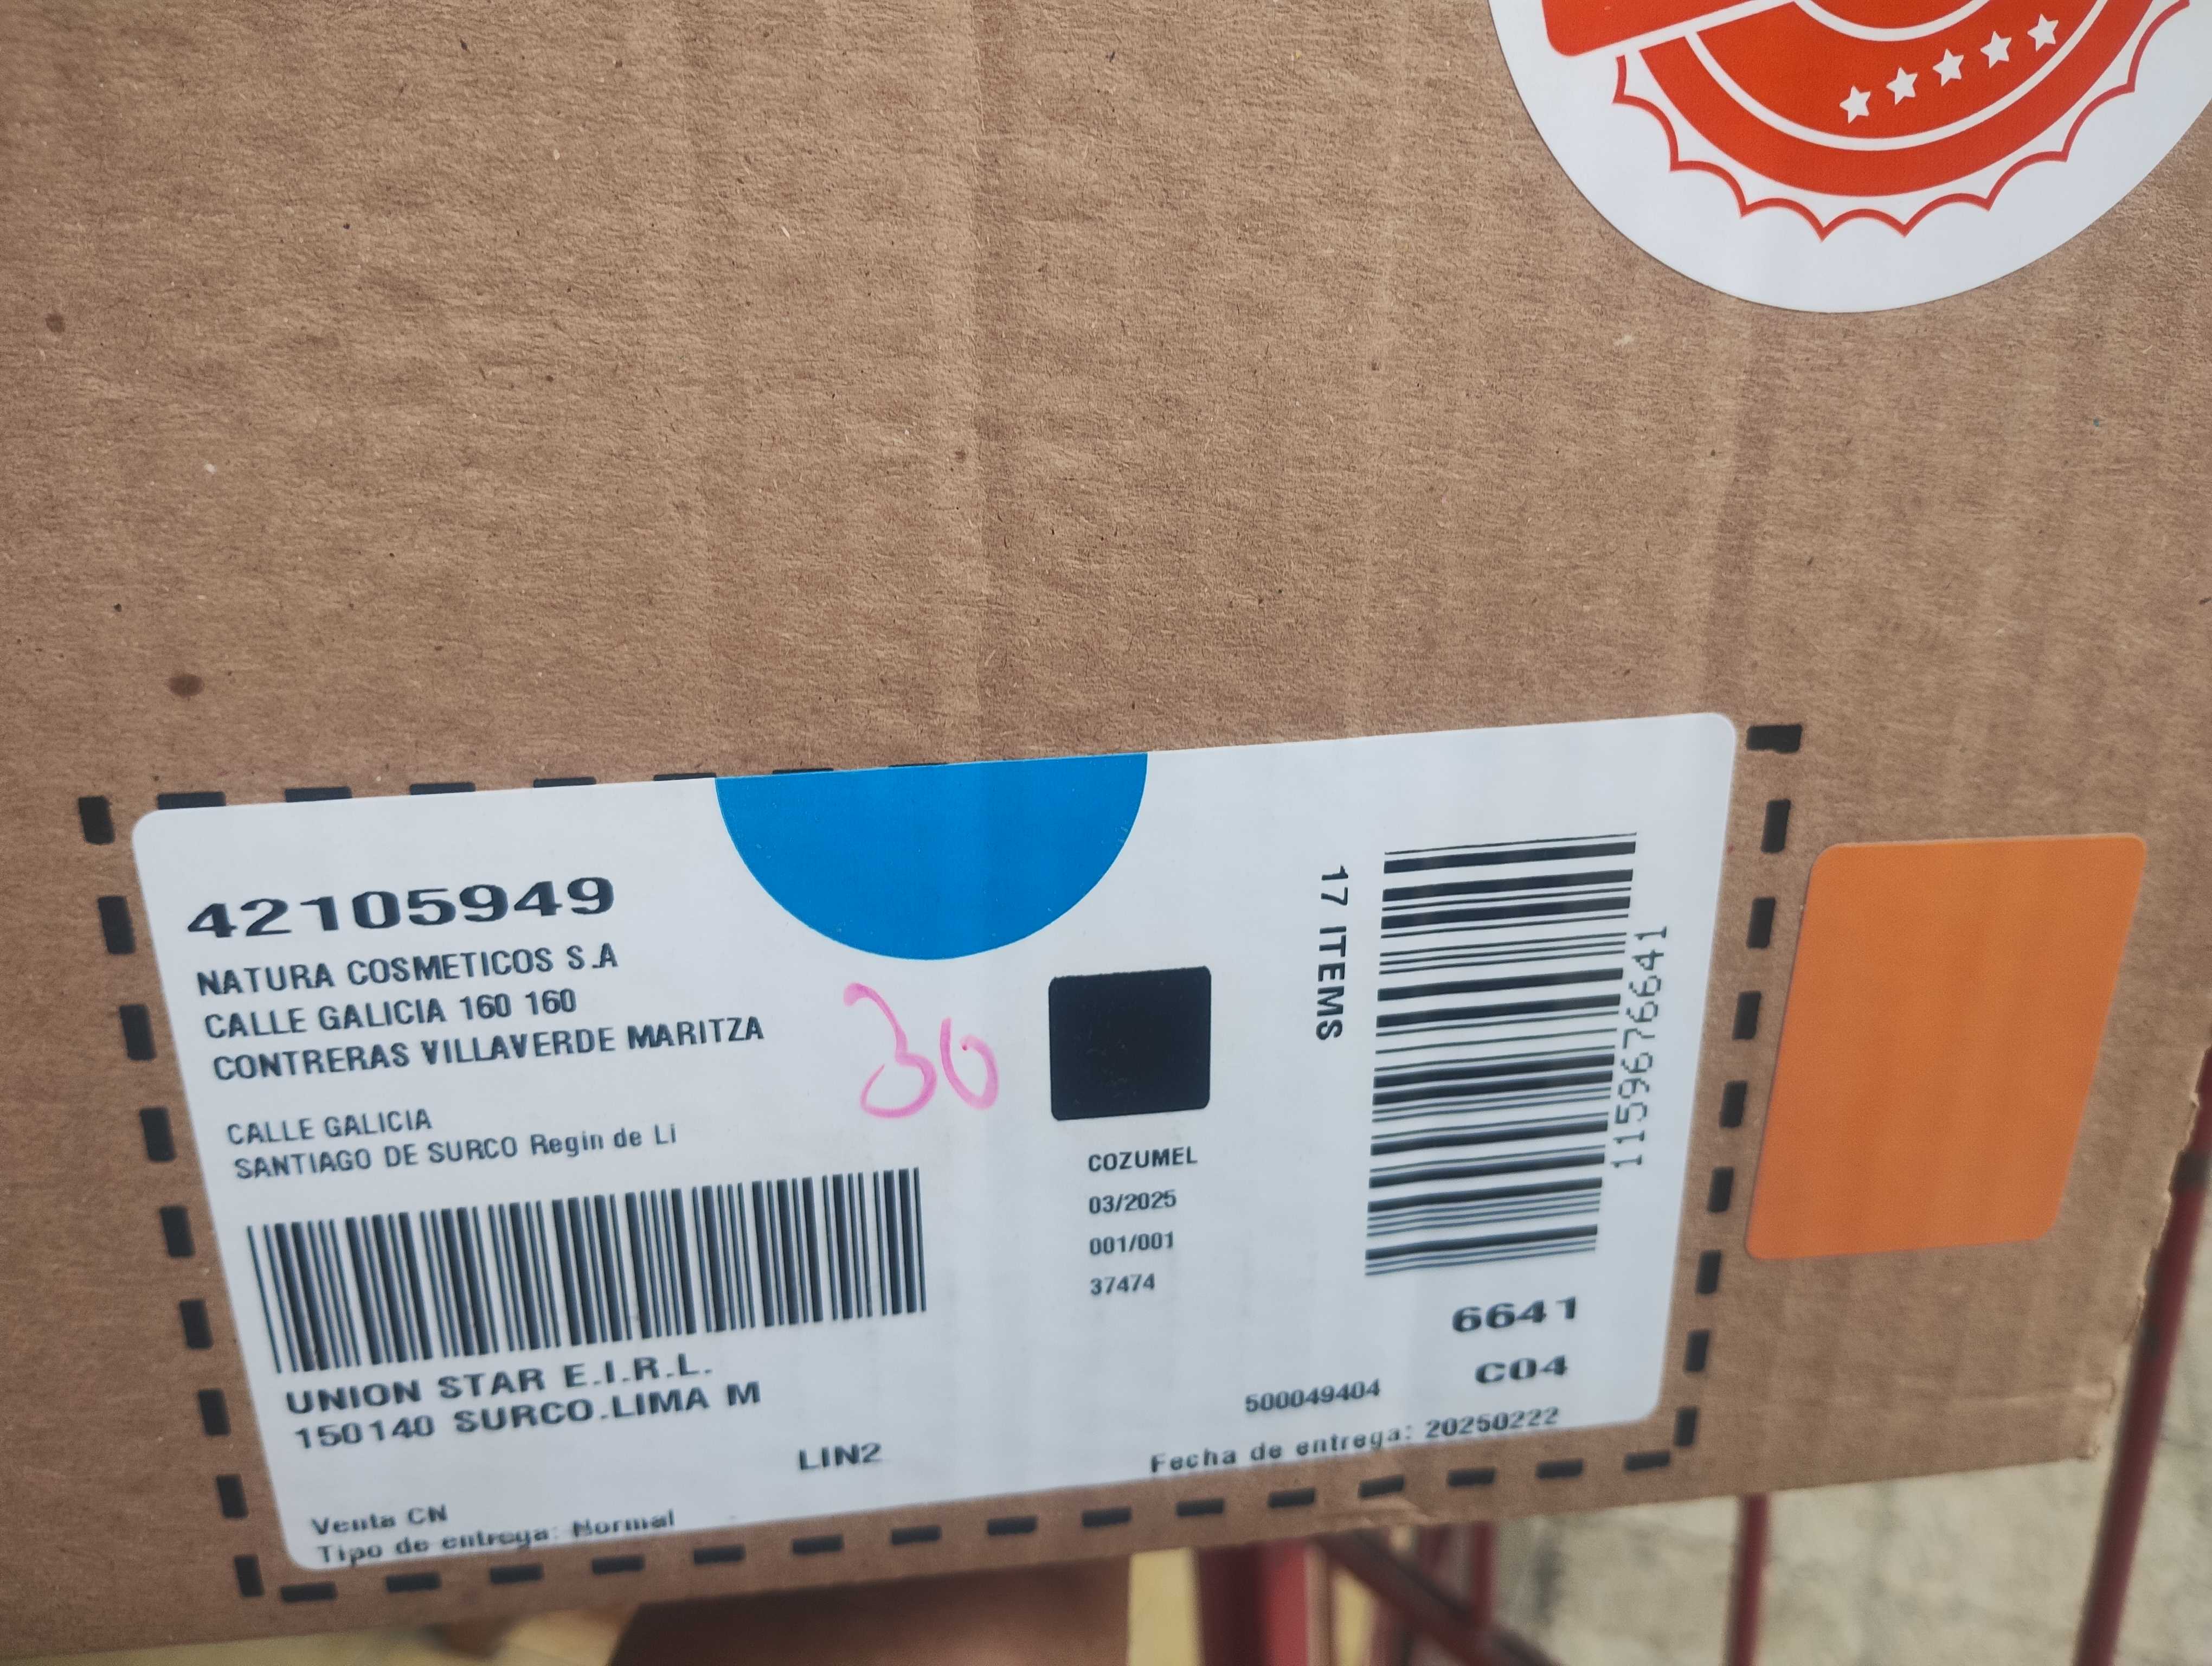 42105949
NATURA COSMETICOS S.A
CALLE GALICIA 160 160
CONTRERAS VILLAVERDE MARITZA
CALLE GALICIA
SANTIAGO DE SURCO Regin de Li
UNION STAR E.I.R.L.
150140 SURCO.LIMA M
LIN2
Venta CN
Tipo de entrega: Normal
30
COZUMEL
03/2025
001/001
37474
17 ITEMS
1159676641
6641
C04
500049404
Fecha de entrega: 20250222